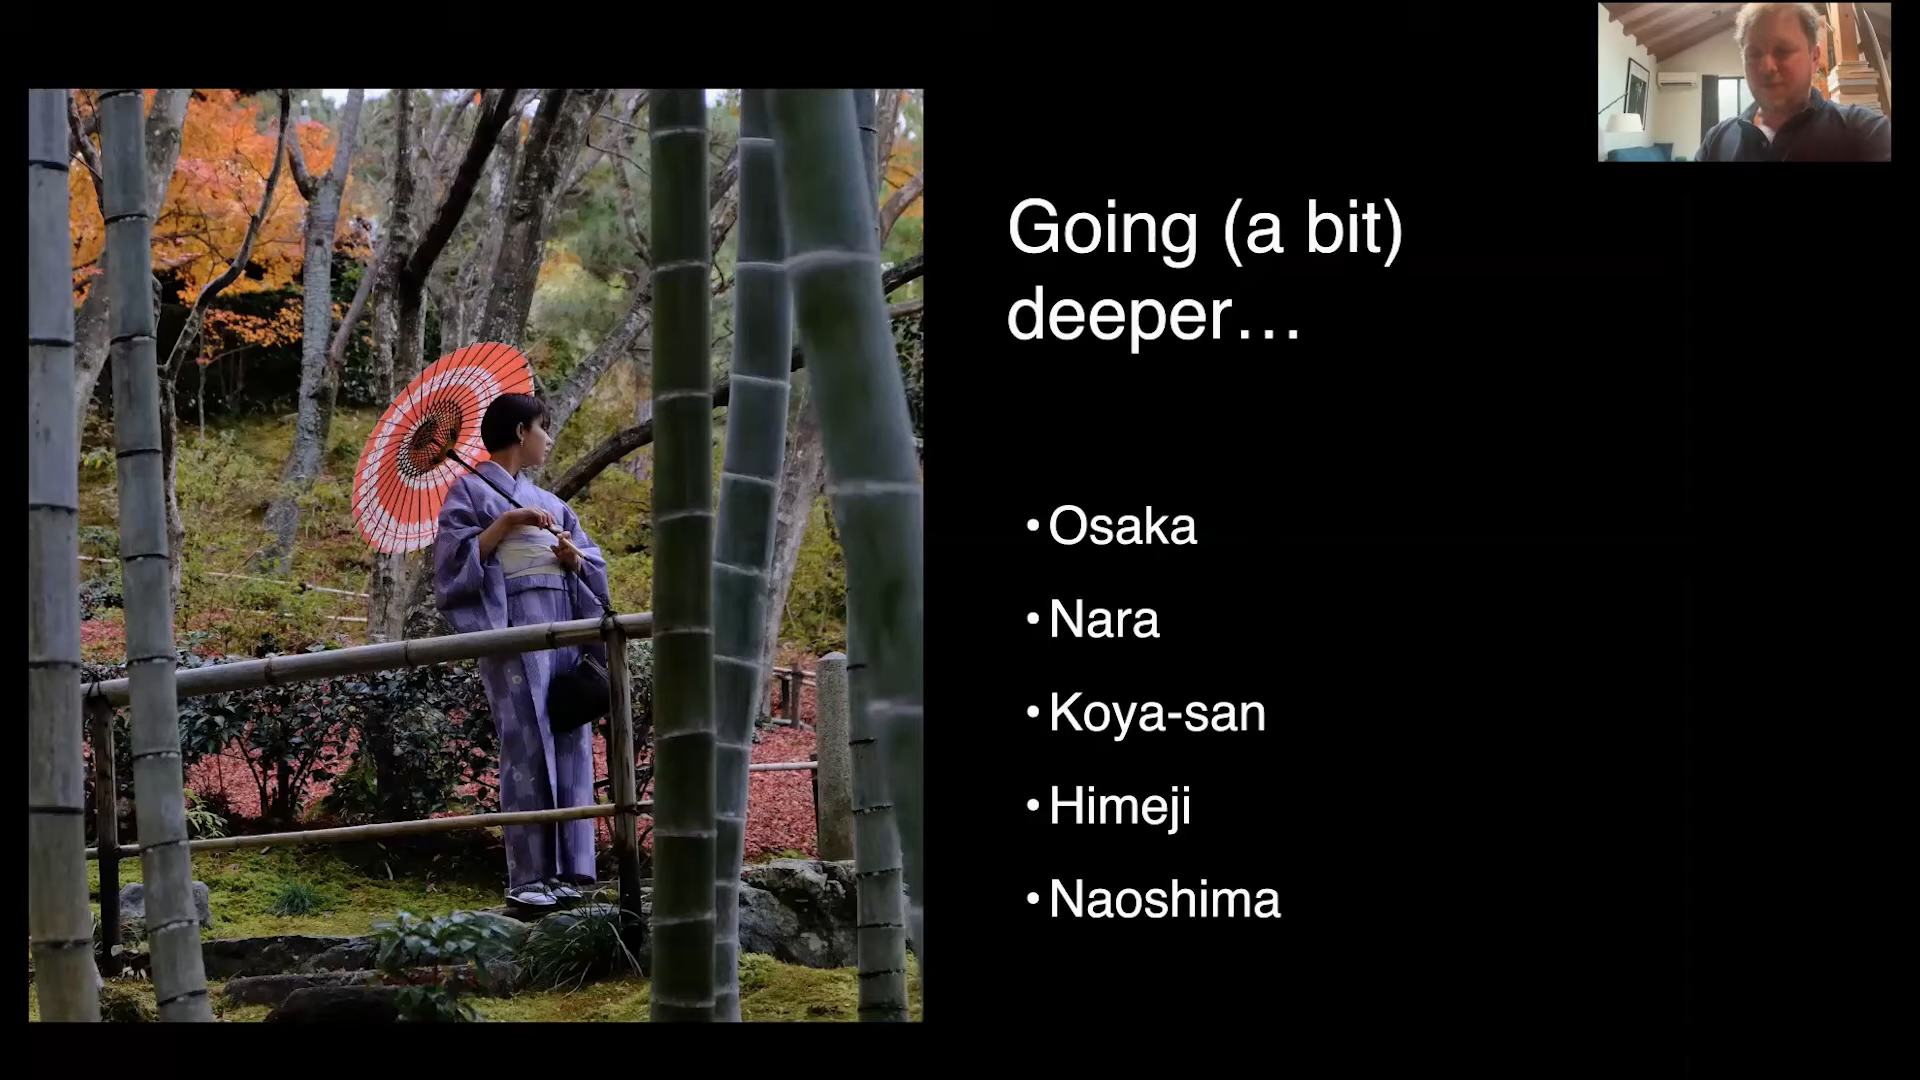 Going (a bit)
deeper…
• Osaka
• Nara
• Koya-san
• Himeji
• Naoshima